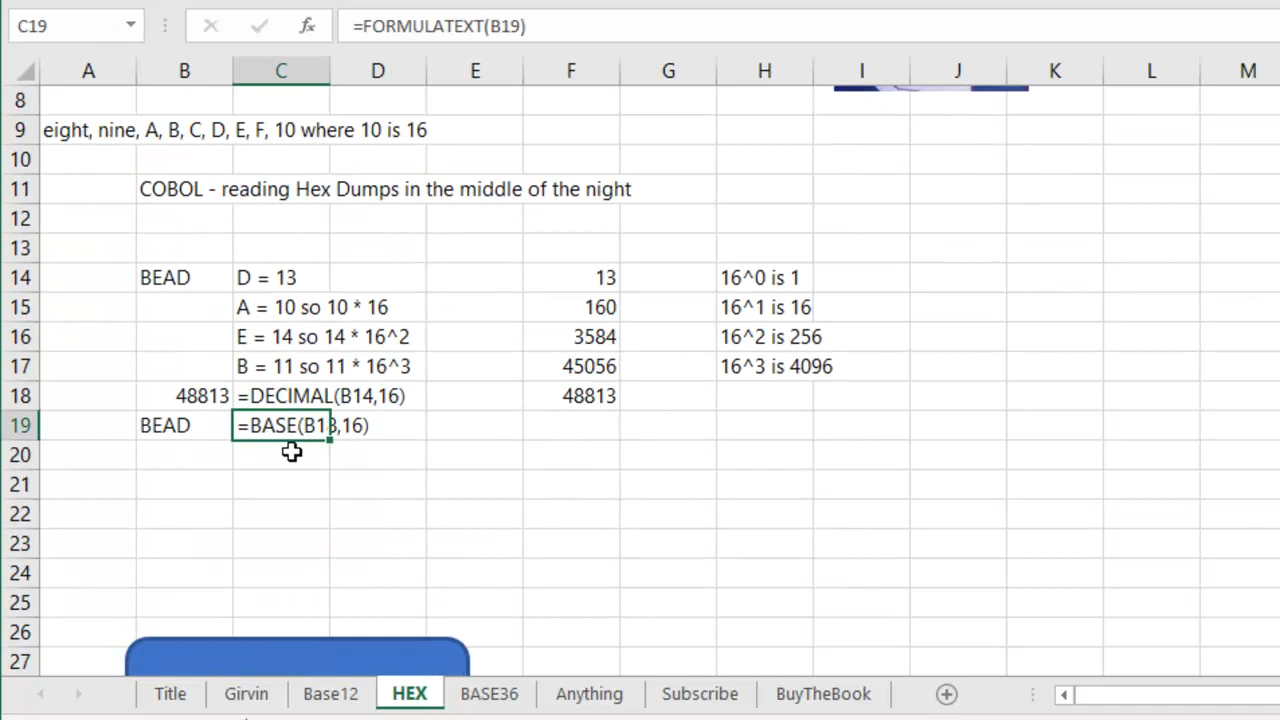 C19 fx =FORMULATEXT(B19)
A B C D E F G H I J K L M
8
9 eight, nine, A, B, C, D, E, F, 10 where 10 is 16
10
11 COBOL - reading Hex Dumps in the middle of the night
12
13
14 BEAD D = 13 13 16^0 is 1
15 A = 10 so 10 * 16 160 16^1 is 16
16 E = 14 so 14 * 16^2 3584 16^2 is 256
17 B = 11 so 11 * 16^3 45056 16^3 is 4096
18 48813 =DECIMAL(B14,16) 48813
19 BEAD =BASE(B18,16)
20
21
22
23
24
25
26
27
Title Girvin Base12 HEX BASE36 Anything Subscribe BuyTheBook